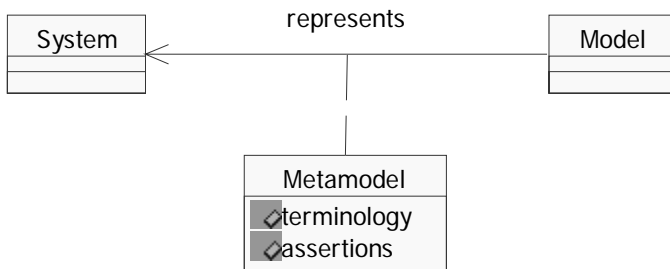 represents
System
Model
Metamodel
terminology
assertions